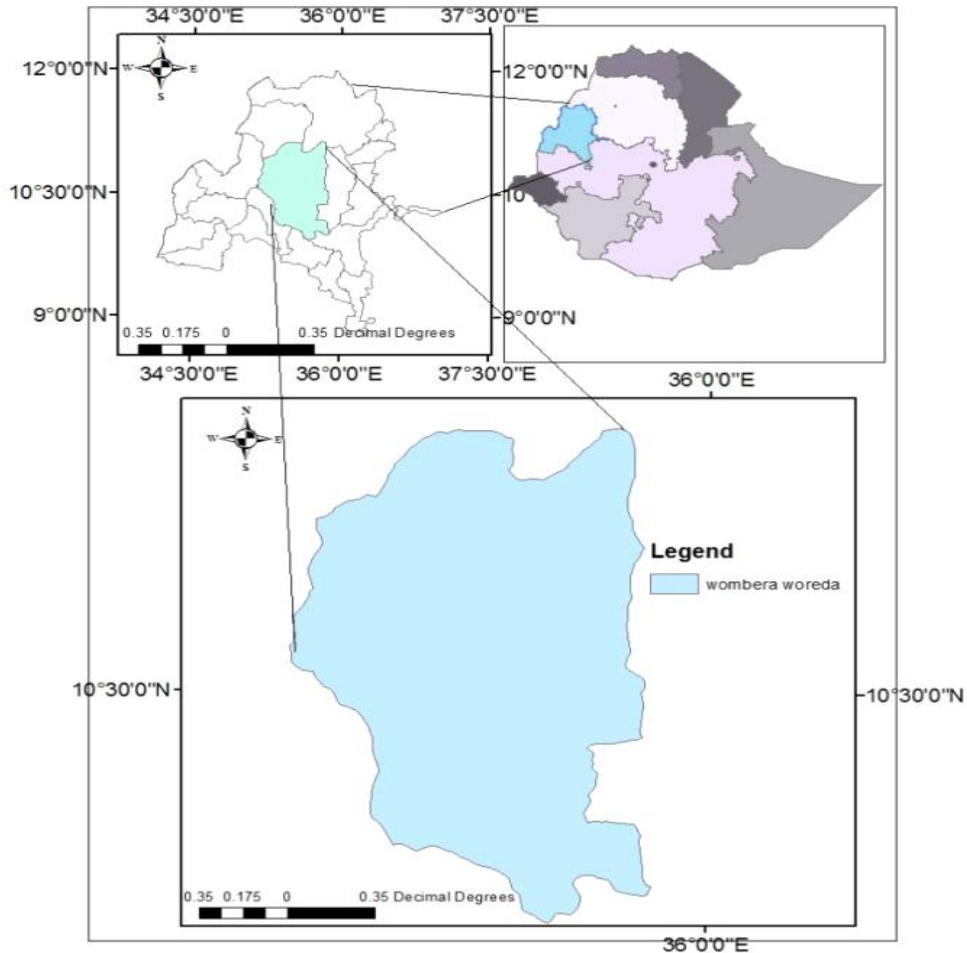 34°30'0"E 36°0'0"E 37°30'0"E
12°0'0"N 12°0'0"N
N
W E
S
10°30'0"N 10
9°0'0"N 9°0'0"N
0.35 0.175 0 0.35 Decimal Degrees
34°30'0"E 36°0'0"E 37°30'0"E 36°0'0"E
N
W E
S
Legend
wombera woreda
10°30'0"N 10°30'0"N
0.35 0.175 0 0.35 Decimal Degrees
36°0'0"E